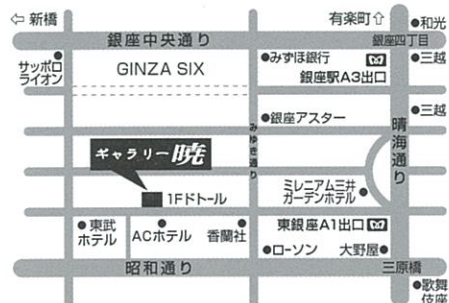 ⇦ 新橋
有楽町⇧
●和光
銀座中央通り
銀座四丁目
サッポロ
ライオン
GINZA SIX
●みずほ銀行
銀座駅A3出口
●三越
●銀座アスター
●三越
みゆき通り
晴海通り
ギャラリー暁
1Fドトール
ミレニアム三井
ガーデンホテル
●東武
ホテル
ACホテル
香蘭社
東銀座A1出口
●ローソン
大野屋●
昭和通り
三原橋
●歌舞
伎座